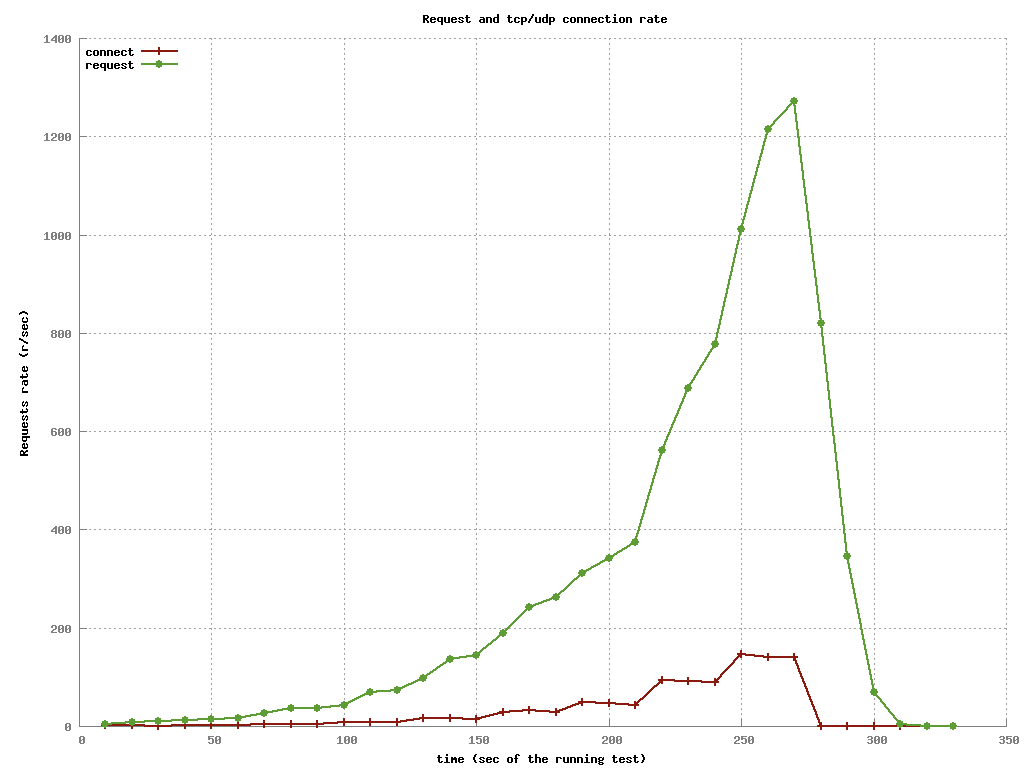 Request and tcp/udp connection rate
1400
connect
request
1200
1000
800
Requests rate (r/sec)
600
400
200
0
0 50 100 150 200 250 300 350
time (sec of the running test)